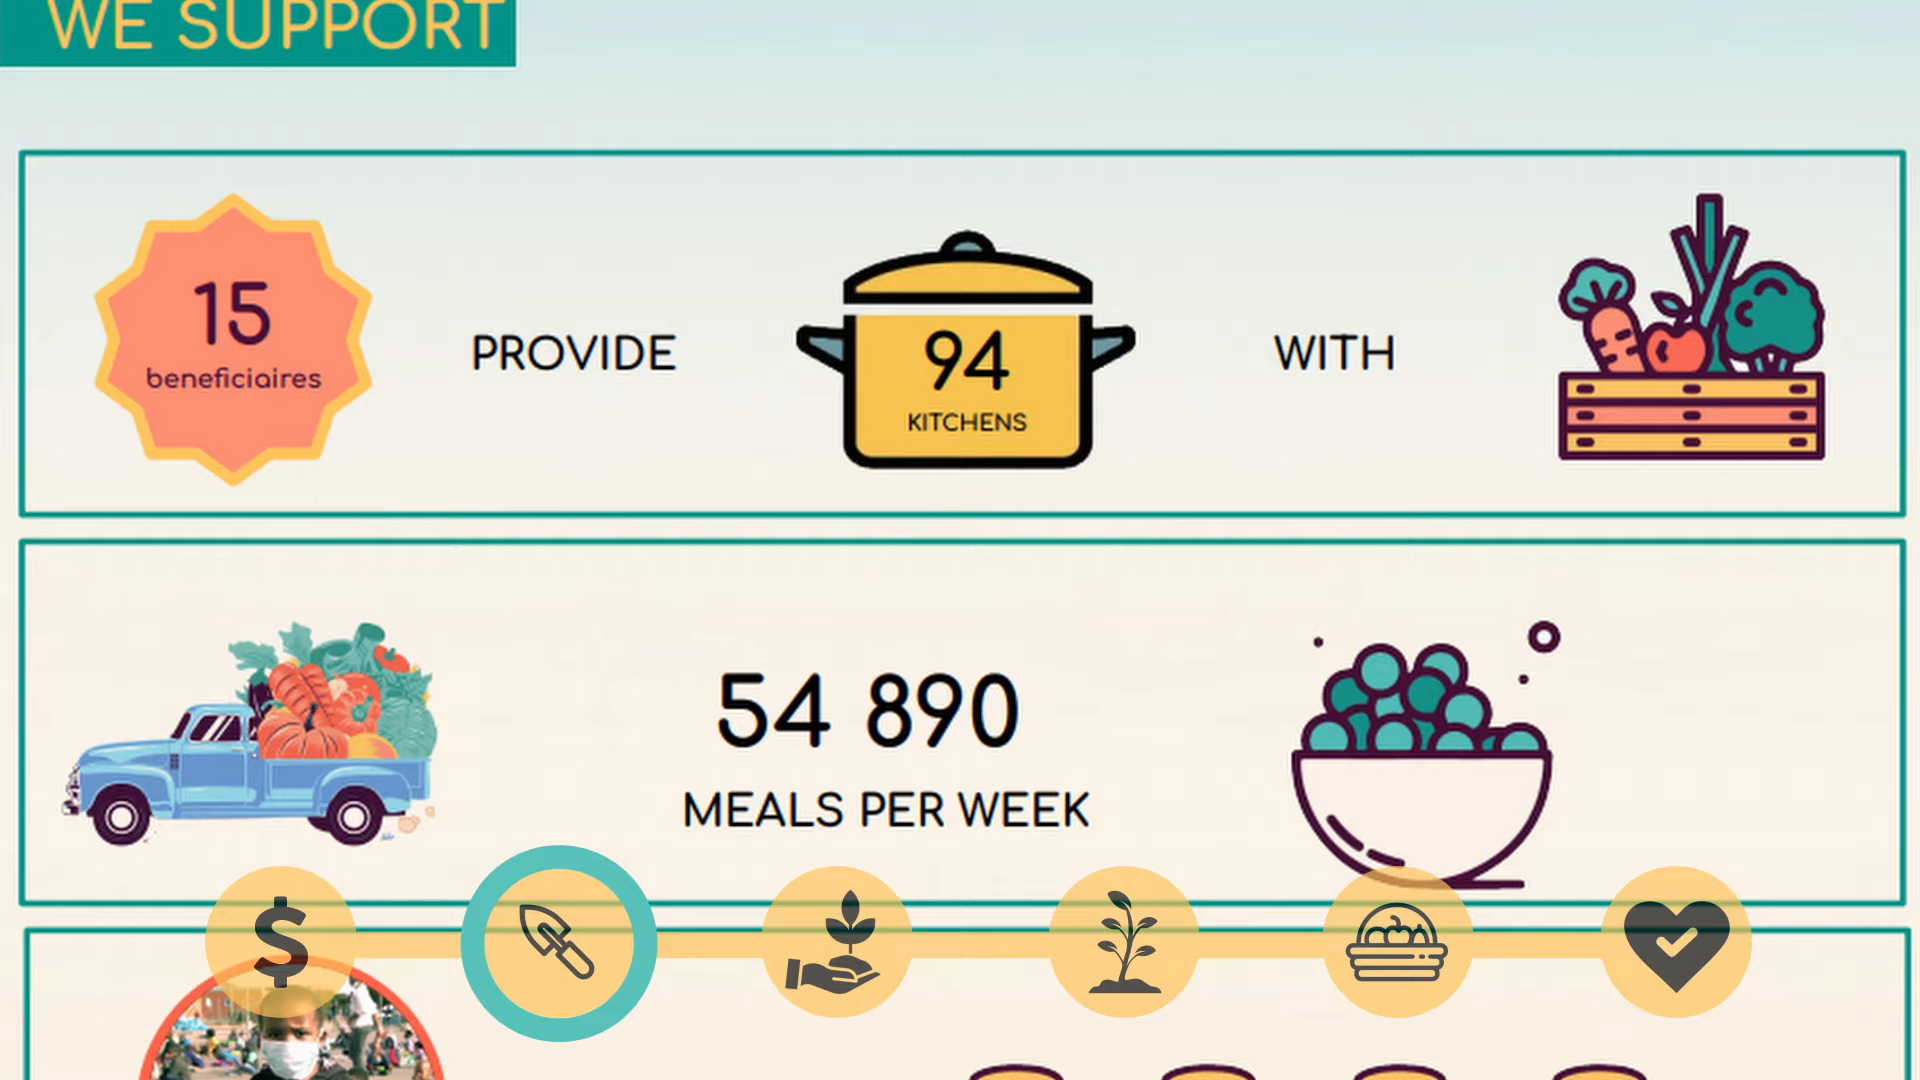 WE SUPPORT
15
beneficiaires
PROVIDE
94
KITCHENS
WITH
54 890
MEALS PER WEEK
$